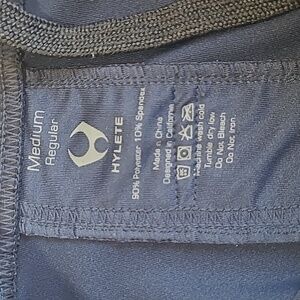 Medium
Regular
HYLETE
90% Polyester 10% Spandex
Made in China
Designed in California
Machine wash cold
Tumble dry low
Do Not Bleach
Do Not Iron